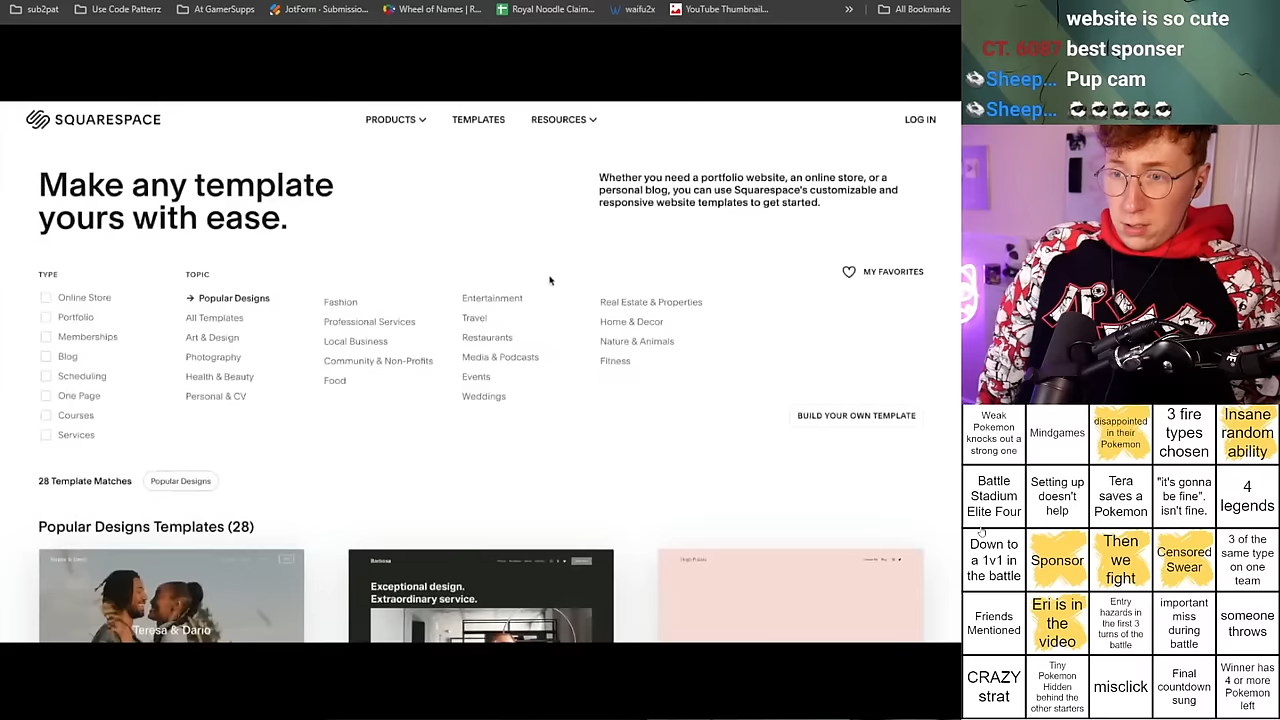 sub2pat
Use Code Patterrz
At GamerSupps
JotForm · Submissio...
Wheel of Names | R...
Royal Noodle Claim...
waifu2x
YouTube Thumbnail...
»
All Bookmarks
website is so cute
CT. 6087 best sponser
Sheep... Pup cam
Sheep...
SQUARESPACE
PRODUCTS
TEMPLATES
RESOURCES
LOG IN
Make any template
yours with ease.
Whether you need a portfolio website, an online store, or a
personal blog, you can use Squarespace's customizable and
responsive website templates to get started.
MY FAVORITES
TYPE
Online Store
Portfolio
Memberships
Blog
Scheduling
One Page
Courses
Services
TOPIC
→ Popular Designs
All Templates
Art & Design
Photography
Health & Beauty
Personal & CV
Fashion
Professional Services
Local Business
Community & Non-Profits
Food
Entertainment
Travel
Restaurants
Media & Podcasts
Events
Weddings
Real Estate & Properties
Home & Decor
Nature & Animals
Fitness
BUILD YOUR OWN TEMPLATE
28 Template Matches
Popular Designs
Popular Designs Templates (28)
Teresa & Dario
Exceptional design.
Extraordinary service.
Weak
Pokemon
knocks out a
strong one
Mindgames
disappointed
in their
Pokemon
3 fire
types
chosen
Insane
random
ability
Battle
Stadium
Elite Four
Setting up
doesn't
help
Tera
saves a
Pokemon
"it's gonna
be fine".
isn't fine.
4
legends
Down to
a 1v1 in
the battle
Sponsor
Then
we
fight
Censored
Swear
3 of the
same type
on one
team
Friends
Mentioned
Eri is in
the
video
Entry
hazards in
the first 3
turns of the
battle
important
miss
during
battle
someone
throws
CRAZY
strat
Tiny
Pokemon
Hidden
behind the
other starters
misclick
Final
countdown
sung
Winner has
4 or more
Pokemon
left